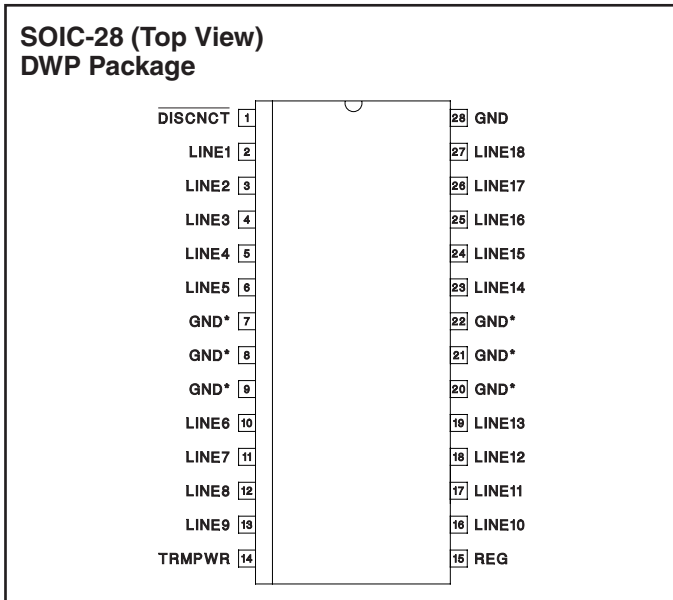 SOIC-28 (Top View)
DWP Package
DISCNCT 1 28 GND
LINE1 2 27 LINE18
LINE2 3 26 LINE17
LINE3 4 25 LINE16
LINE4 5 24 LINE15
LINE5 6 23 LINE14
GND* 7 22 GND*
GND* 8 21 GND*
GND* 9 20 GND*
LINE6 10 19 LINE13
LINE7 11 18 LINE12
LINE8 12 17 LINE11
LINE9 13 16 LINE10
TRMPWR 14 15 REG